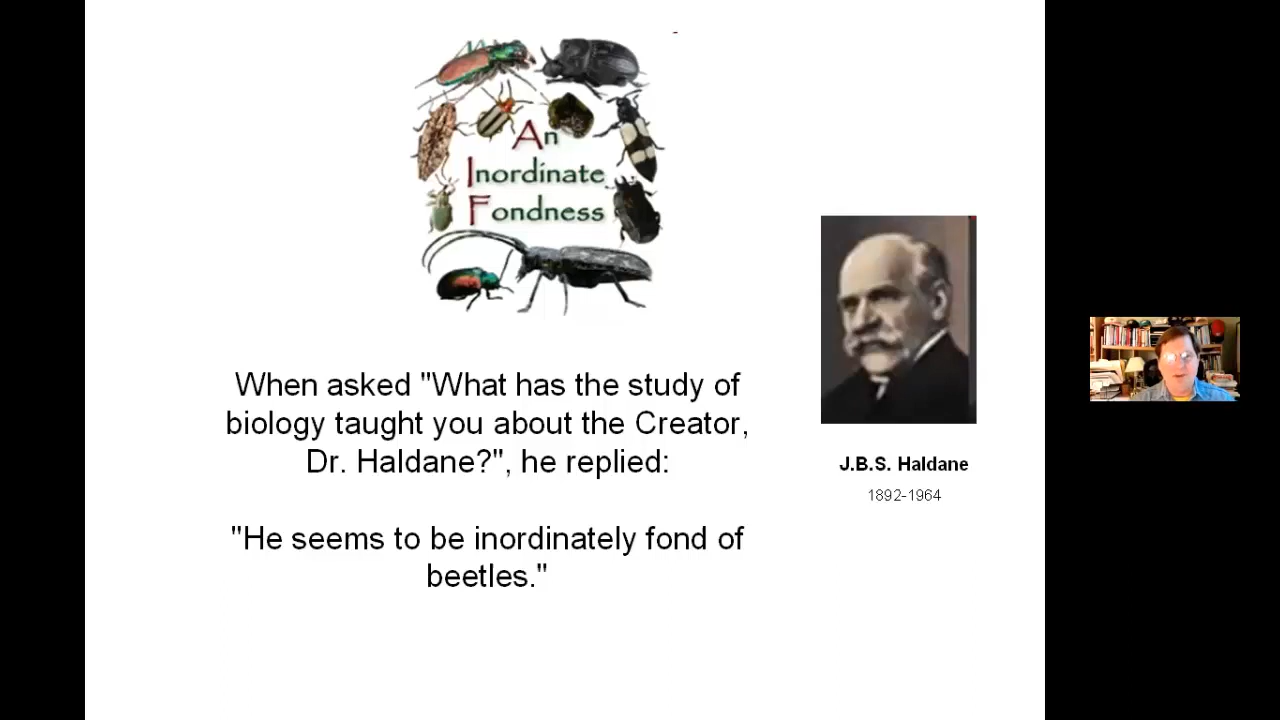 An
Inordinate
Fondness
When asked "What has the study of
biology taught you about the Creator,
Dr. Haldane?", he replied:
"He seems to be inordinately fond of
beetles."
J.B.S. Haldane
1892-1964